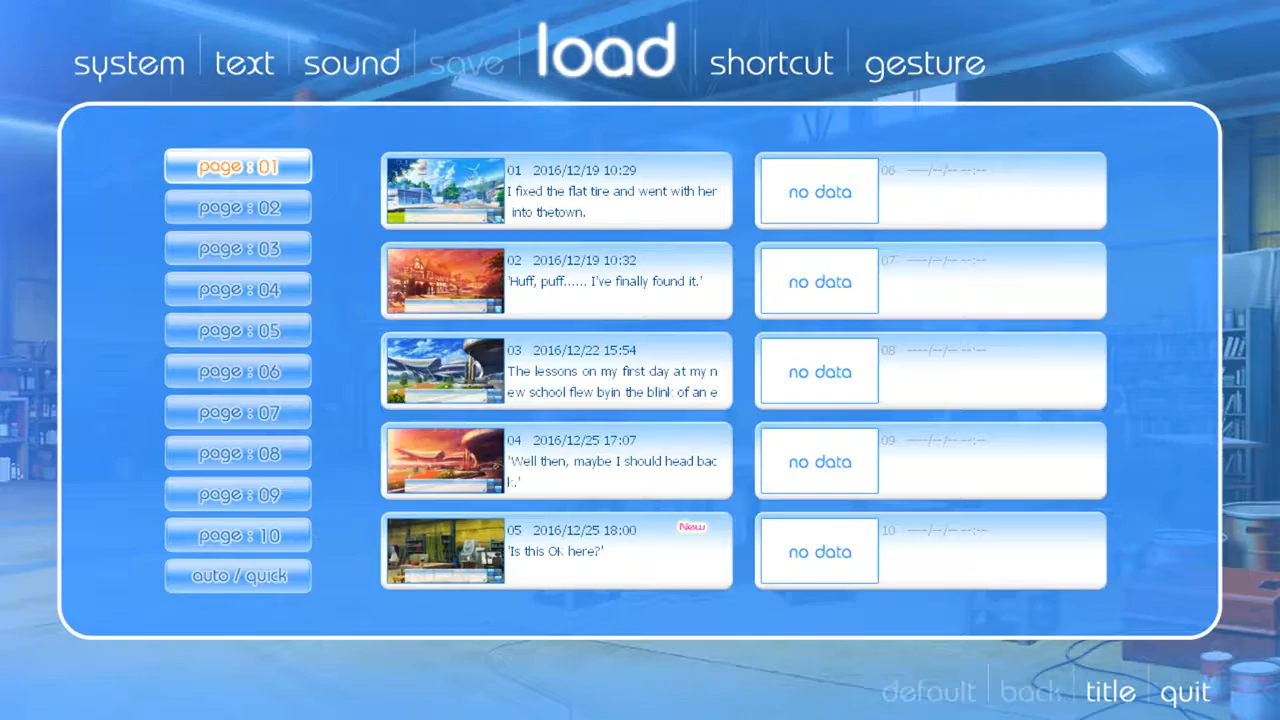 system text sound save load shortcut gesture
page : 01
page : 02
page : 03
page : 04
page : 05
page : 06
page : 07
page : 08
page : 09
page : 10
auto / quick
01 2016/12/19 10:29
I fixed the flat tire and went with her
into thetown.
02 2016/12/19 10:32
'Huff, puff...... I've finally found it.'
03 2016/12/22 15:54
The lessons on my first day at my n
ew school flew byin the blink of an e
04 2016/12/25 17:07
'Well then, maybe I should head bac
k.'
05 2016/12/25 18:00 New
'Is this OK here?'
06 ----/--/-- --:--
no data
07 ----/--/-- --:--
no data
08 ----/--/-- --:--
no data
09 ----/--/-- --:--
no data
10 ----/--/-- --:--
no data
default back title quit